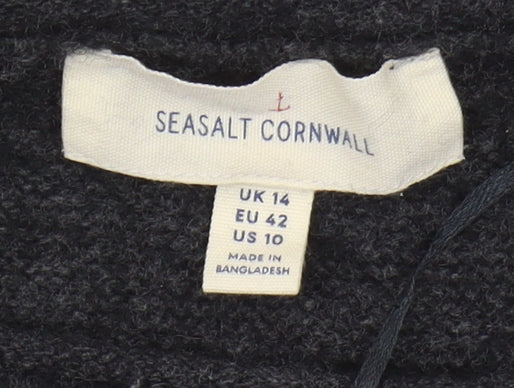 SEASALT CORNWALL
UK 14
EU 42
US 10
MADE IN
BANGLADESH